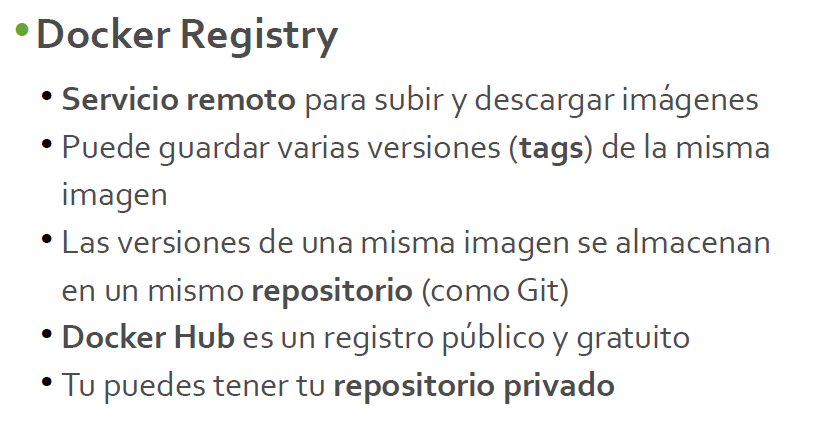 • Docker Registry
• Servicio remoto para subir y descargar imágenes
• Puede guardar varias versiones (tags) de la misma
imagen
• Las versiones de una misma imagen se almacenan
en un mismo repositorio (como Git)
• Docker Hub es un registro público y gratuito
• Tu puedes tener tu repositorio privado